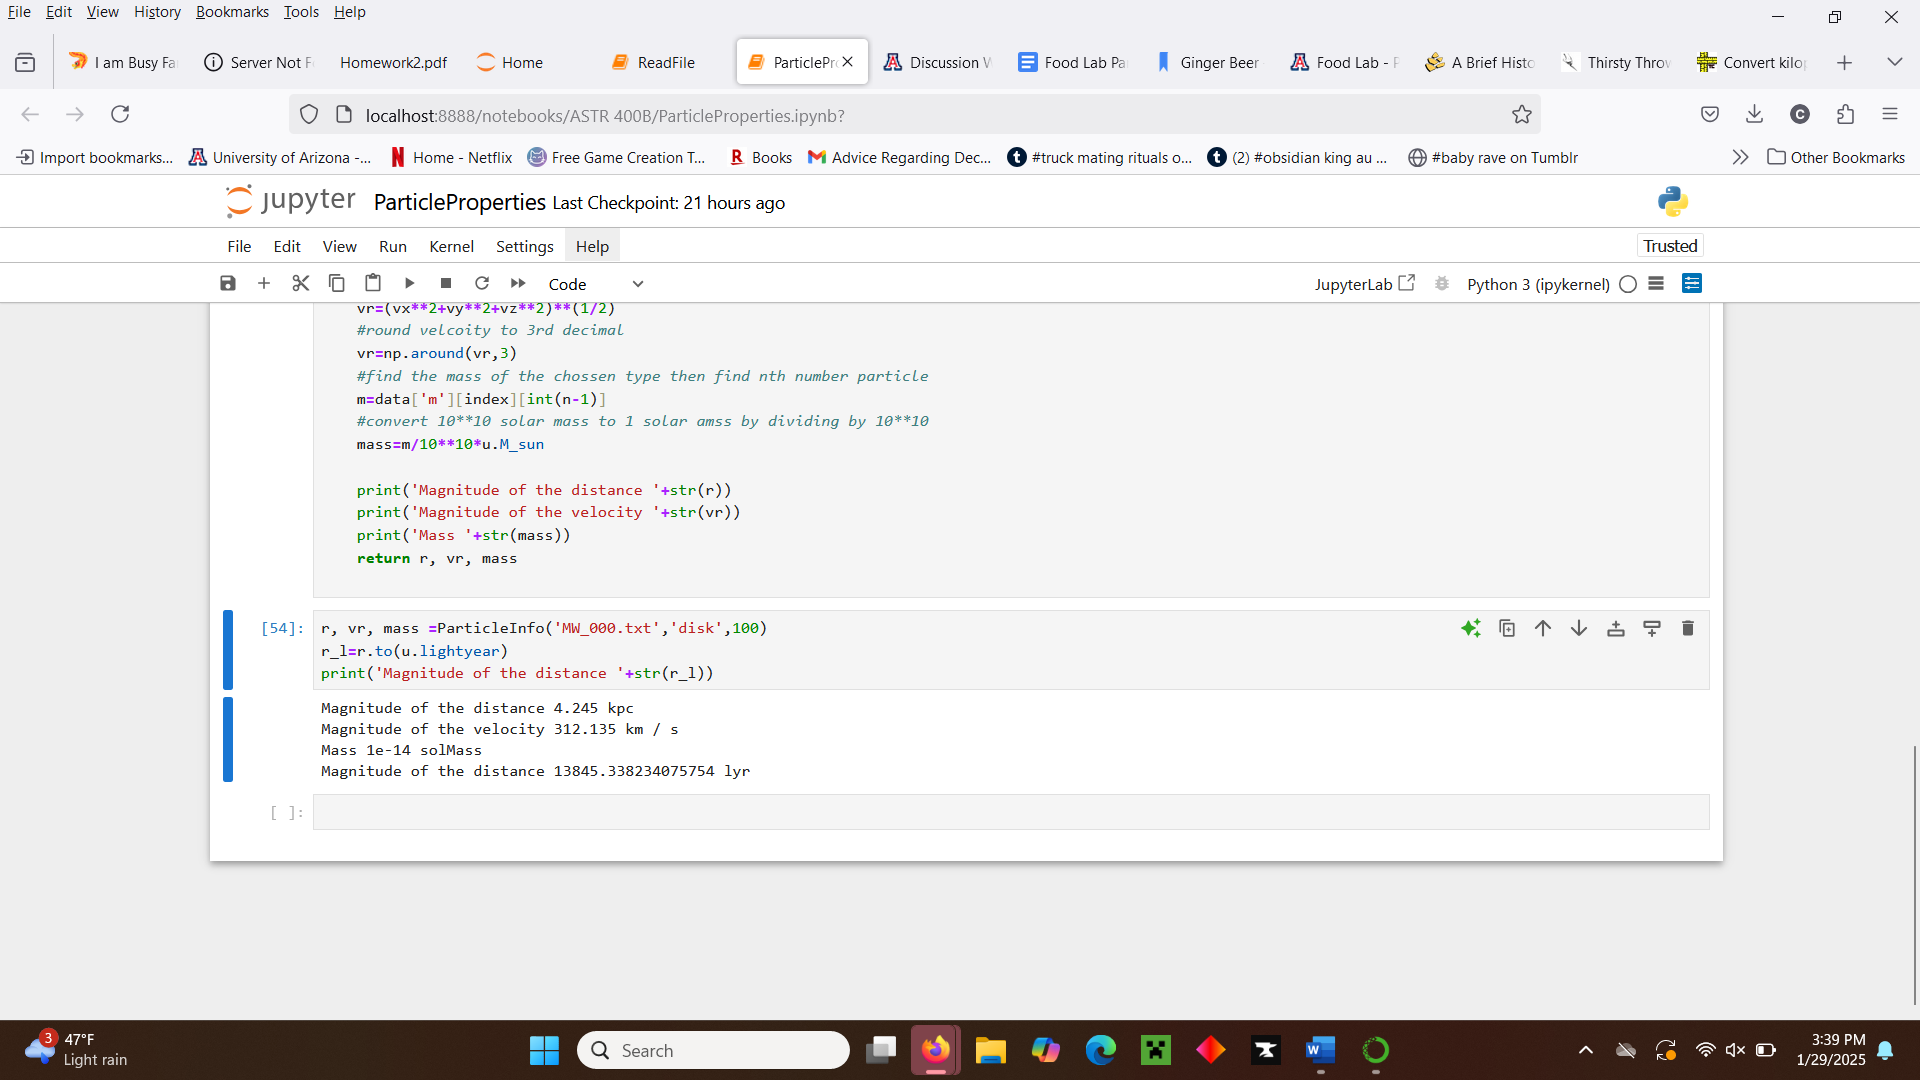 File Edit View History Bookmarks Tools Help
I am Busy Fa
Server Not F
Homework2.pdf
Home
ReadFile
ParticlePr
Discussion W
Food Lab Pa
Ginger Beer
Food Lab - P
A Brief Histo
Thirsty Throw
Convert kilop
localhost:8888/notebooks/ASTR 400B/ParticleProperties.ipynb?
C
Import bookmarks...
University of Arizona -...
Home - Netflix
Free Game Creation T...
Books
Advice Regarding Dec...
#truck mating rituals o...
(2) #obsidian king au ...
#baby rave on Tumblr
Other Bookmarks
jupyter ParticleProperties Last Checkpoint: 21 hours ago
File Edit View Run Kernel Settings Help
Trusted
Code
JupyterLab
Python 3 (ipykernel)
vr=(vx**2+vy**2+vz**2)**(1/2)
#round velcoity to 3rd decimal
vr=np.around(vr,3)
#find the mass of the chossen type then find nth number particle
m=data['m'][index][int(n-1)]
#convert 10**10 solar mass to 1 solar amss by dividing by 10**10
mass=m/10**10*u.M_sun
print('Magnitude of the distance '+str(r))
print('Magnitude of the velocity '+str(vr))
print('Mass '+str(mass))
return r, vr, mass
[54]:
r, vr, mass =ParticleInfo('MW_000.txt','disk',100)
r_l=r.to(u.lightyear)
print('Magnitude of the distance '+str(r_l))
Magnitude of the distance 4.245 kpc
Magnitude of the velocity 312.135 km / s
Mass 1e-14 solMass
Magnitude of the distance 13845.338234075754 lyr
[ ]:
3
47°F
Light rain
Search
3:39 PM
1/29/2025